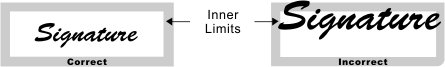 Signature
Inner
Limits
Signature
Correct
Incorrect